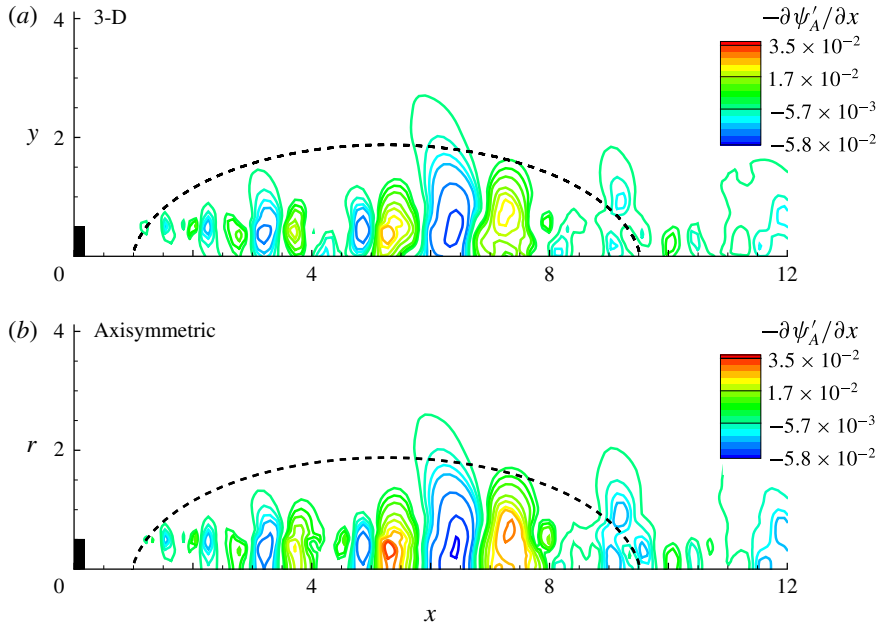 (a)
3-D
−∂ψ′_A/∂x
3.5 × 10⁻²
1.7 × 10⁻²
−5.7 × 10⁻³
−5.8 × 10⁻²
4
y
2
0
4
8
12
(b)
Axisymmetric
−∂ψ′_A/∂x
3.5 × 10⁻²
1.7 × 10⁻²
−5.7 × 10⁻³
−5.8 × 10⁻²
4
r
2
0
4
8
12
x